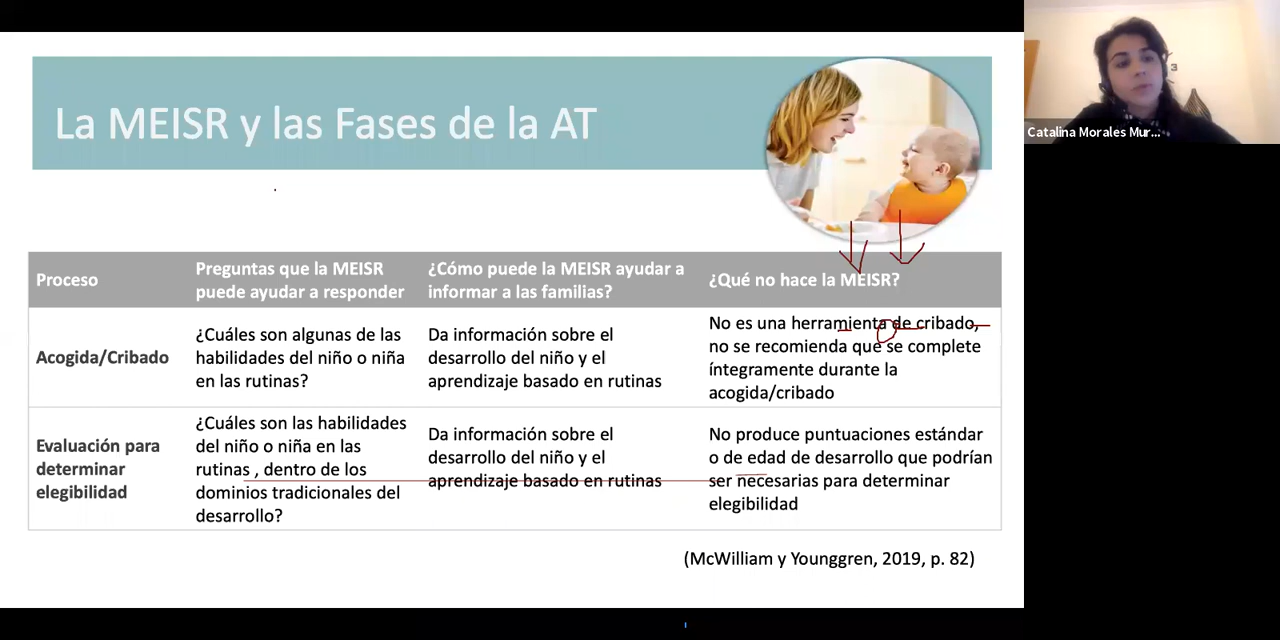 La MEISR y las Fases de la AT
Catalina Morales Mur...
Proceso
Preguntas que la MEISR
puede ayudar a responder
¿Cómo puede la MEISR ayudar a
informar a las familias?
¿Qué no hace la MEISR?
Acogida/Cribado
¿Cuáles son algunas de las
habilidades del niño o niña
en las rutinas?
Da información sobre el
desarrollo del niño y el
aprendizaje basado en rutinas
No es una herramienta de cribado,
no se recomienda que se complete
íntegramente durante la
acogida/cribado
Evaluación para
determinar
elegibilidad
¿Cuáles son las habilidades
del niño o niña en las
rutinas , dentro de los
dominios tradicionales del
desarrollo?
Da información sobre el
desarrollo del niño y el
aprendizaje basado en rutinas
No produce puntuaciones estándar
o de edad de desarrollo que podrían
ser necesarias para determinar
elegibilidad
(McWilliam y Younggren, 2019, p. 82)